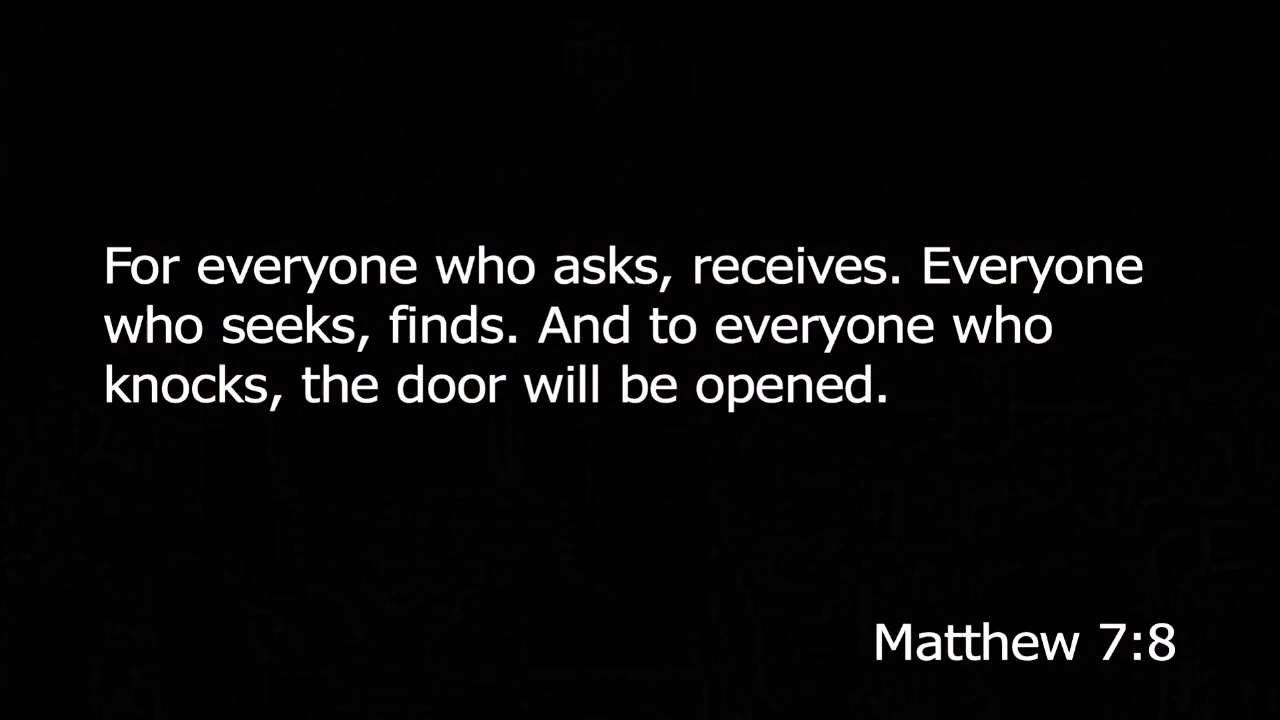 For everyone who asks, receives. Everyone
who seeks, finds. And to everyone who
knocks, the door will be opened.
Matthew 7:8